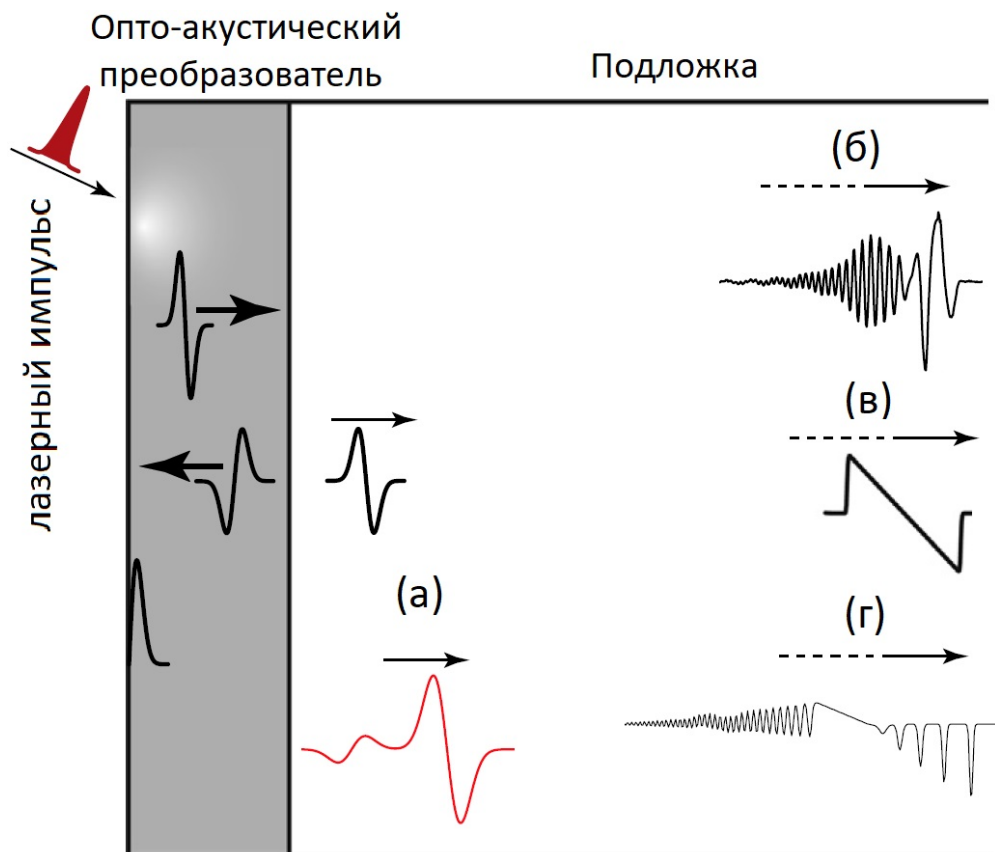 Опто-акустический
преобразователь
Подложка
лазерный импульс
(б)
(в)
(а)
(г)